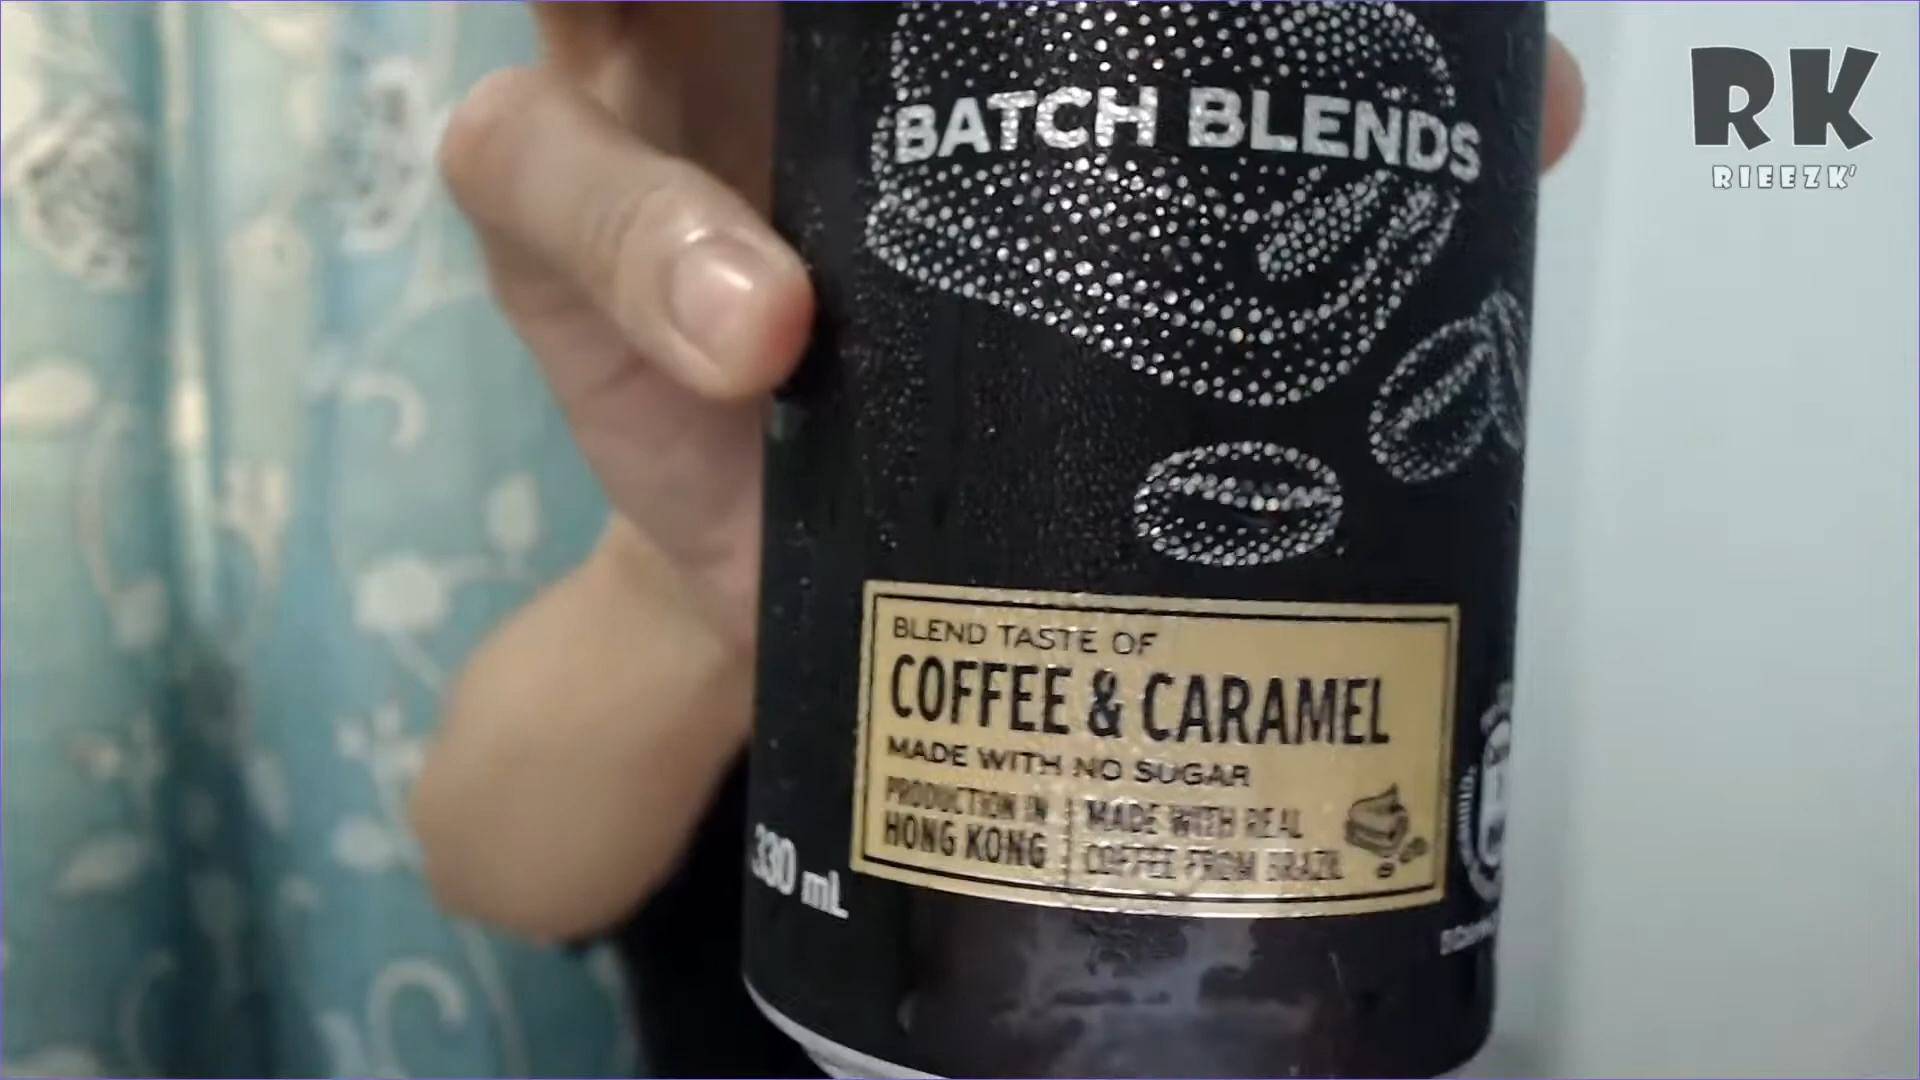 RK
RIEEZK'
BATCH BLENDS
BLEND TASTE OF
COFFEE & CARAMEL
MADE WITH NO SUGAR
PRODUCTION IN
HONG KONG
MADE WITH REAL
COFFEE FROM BRAZIL
330 mL